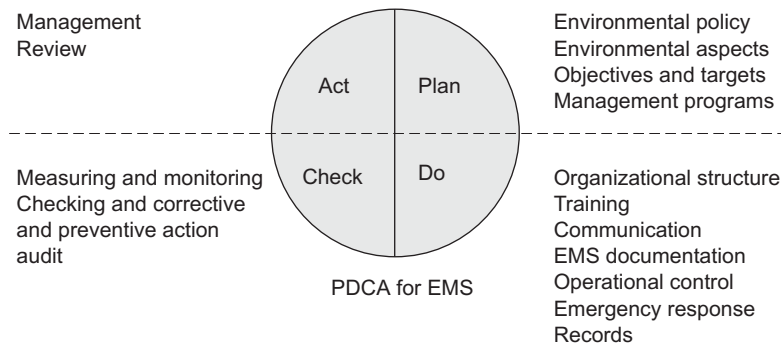 Management
Review
Act
Plan
Environmental policy
Environmental aspects
Objectives and targets
Management programs
Measuring and monitoring
Checking and corrective
and preventive action
audit
Check
Do
Organizational structure
Training
Communication
EMS documentation
Operational control
Emergency response
Records
PDCA for EMS